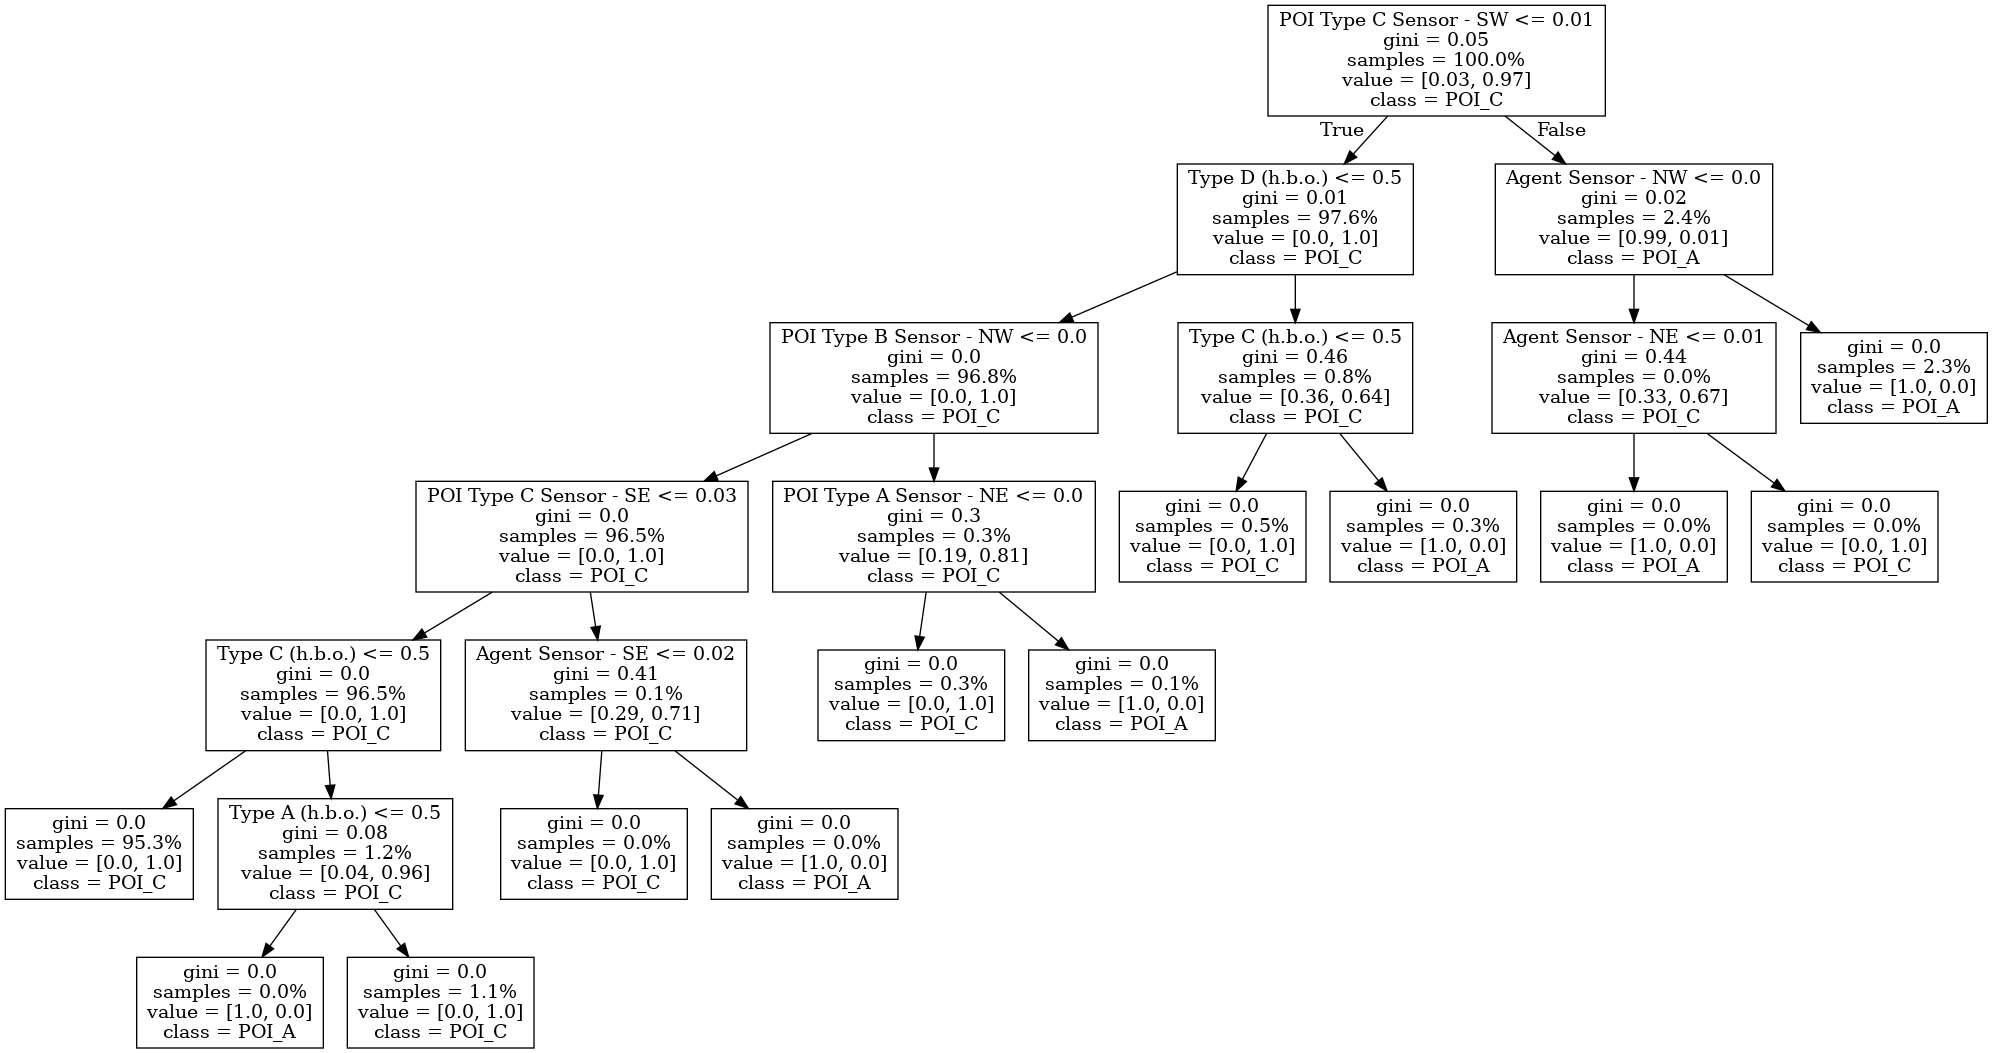 POI Type C Sensor - SW <= 0.01
gini = 0.05
samples = 100.0%
value = [0.03, 0.97]
class = POI_C
True
False
Type D (h.b.o.) <= 0.5
gini = 0.01
samples = 97.6%
value = [0.0, 1.0]
class = POI_C
Agent Sensor - NW <= 0.0
gini = 0.02
samples = 2.4%
value = [0.99, 0.01]
class = POI_A
POI Type B Sensor - NW <= 0.0
gini = 0.0
samples = 96.8%
value = [0.0, 1.0]
class = POI_C
Type C (h.b.o.) <= 0.5
gini = 0.46
samples = 0.8%
value = [0.36, 0.64]
class = POI_C
Agent Sensor - NE <= 0.01
gini = 0.44
samples = 0.0%
value = [0.33, 0.67]
class = POI_C
gini = 0.0
samples = 2.3%
value = [1.0, 0.0]
class = POI_A
POI Type C Sensor - SE <= 0.03
gini = 0.0
samples = 96.5%
value = [0.0, 1.0]
class = POI_C
POI Type A Sensor - NE <= 0.0
gini = 0.3
samples = 0.3%
value = [0.19, 0.81]
class = POI_C
gini = 0.0
samples = 0.5%
value = [0.0, 1.0]
class = POI_C
gini = 0.0
samples = 0.3%
value = [1.0, 0.0]
class = POI_A
gini = 0.0
samples = 0.0%
value = [1.0, 0.0]
class = POI_A
gini = 0.0
samples = 0.0%
value = [0.0, 1.0]
class = POI_C
Type C (h.b.o.) <= 0.5
gini = 0.0
samples = 96.5%
value = [0.0, 1.0]
class = POI_C
Agent Sensor - SE <= 0.02
gini = 0.41
samples = 0.1%
value = [0.29, 0.71]
class = POI_C
gini = 0.0
samples = 0.3%
value = [0.0, 1.0]
class = POI_C
gini = 0.0
samples = 0.1%
value = [1.0, 0.0]
class = POI_A
gini = 0.0
samples = 95.3%
value = [0.0, 1.0]
class = POI_C
Type A (h.b.o.) <= 0.5
gini = 0.08
samples = 1.2%
value = [0.04, 0.96]
class = POI_C
gini = 0.0
samples = 0.0%
value = [0.0, 1.0]
class = POI_C
gini = 0.0
samples = 0.0%
value = [1.0, 0.0]
class = POI_A
gini = 0.0
samples = 0.0%
value = [1.0, 0.0]
class = POI_A
gini = 0.0
samples = 1.1%
value = [0.0, 1.0]
class = POI_C